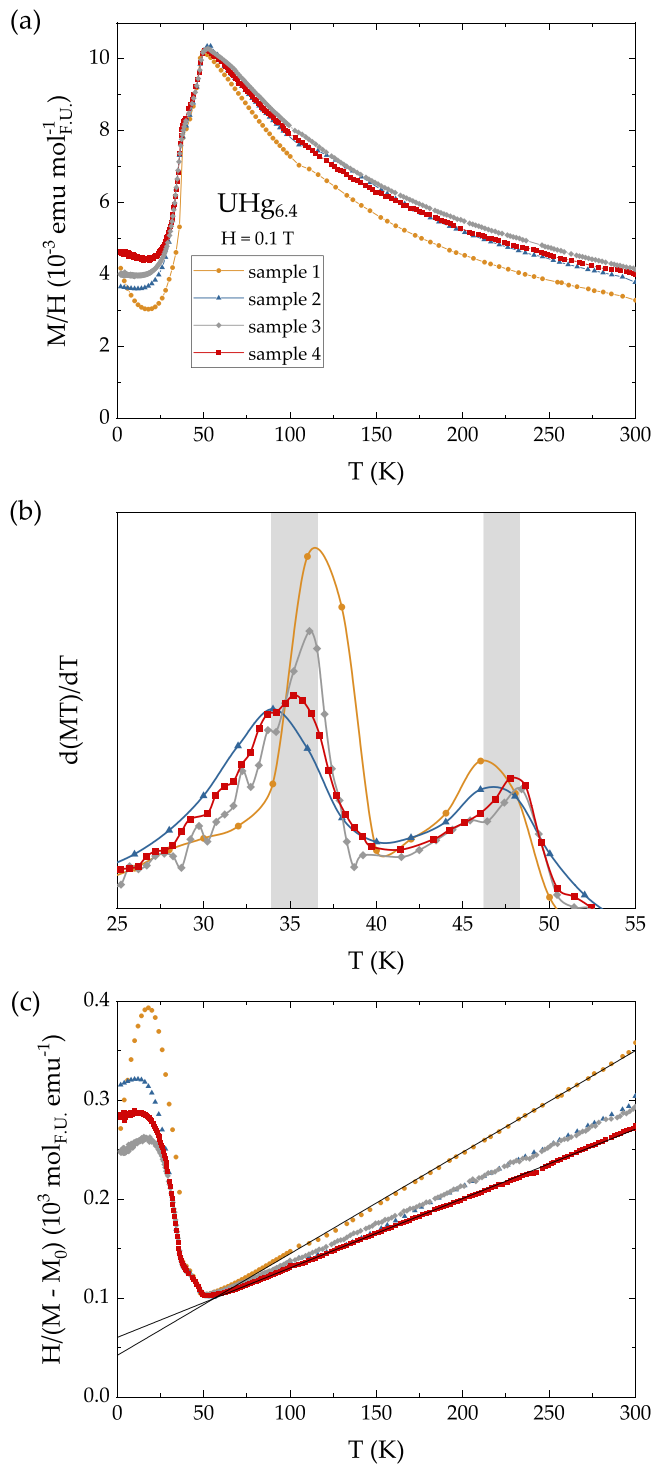 (a)
10
8
6
4
2
0
M/H (10⁻³ emu mol⁻¹F.U.)
UHg6.4
H = 0.1 T
sample 1
sample 2
sample 3
sample 4
0 50 100 150 200 250 300
T (K)
(b)
d(MT)/dT
25 30 35 40 45 50 55
T (K)
(c)
0.4
0.3
0.2
0.1
0.0
H/(M - M₀) (10³ molF.U. emu⁻¹)
0 50 100 150 200 250 300
T (K)